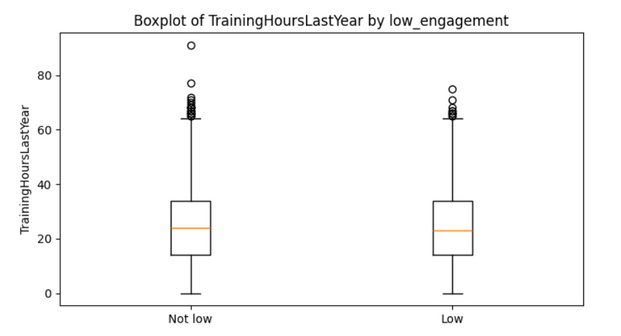 Boxplot of TrainingHoursLastYear by low_engagement
TrainingHoursLastYear
80
60
40
20
0
Not low
Low